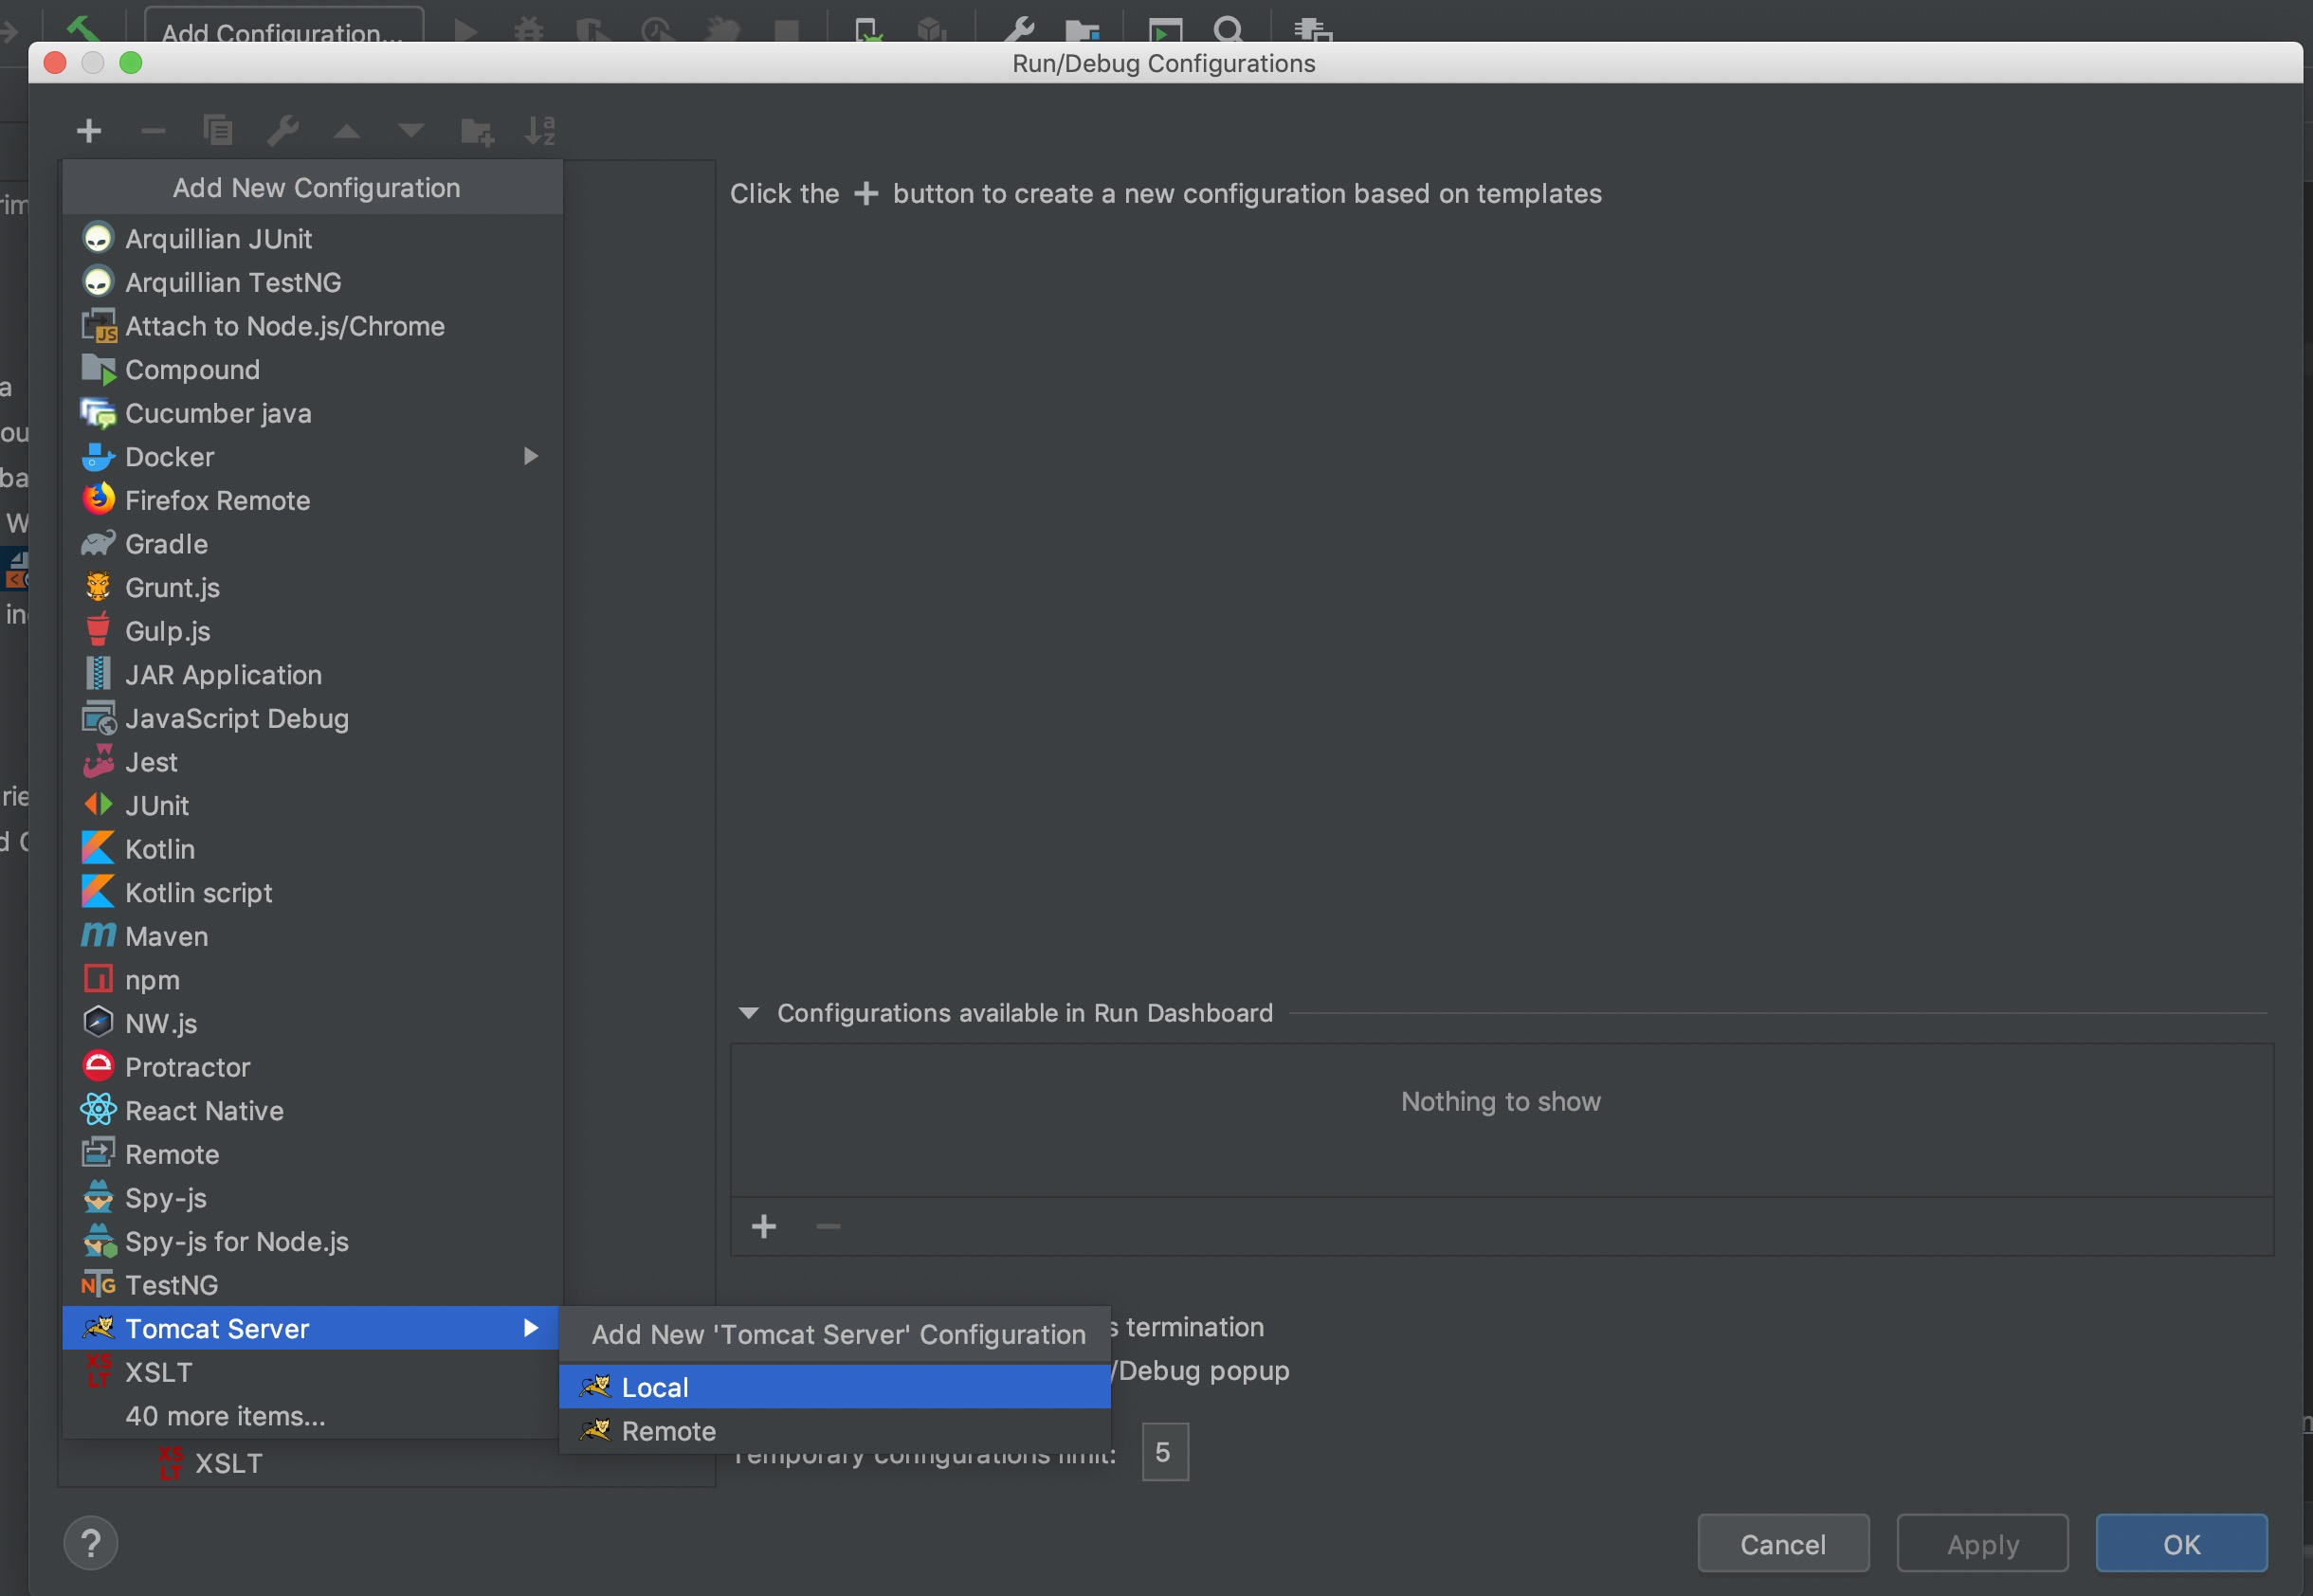 Add Configuration...
Run/Debug Configurations
Add New Configuration
Click the + button to create a new configuration based on templates
Arquillian JUnit
Arquillian TestNG
Attach to Node.js/Chrome
Compound
Cucumber java
Docker
Firefox Remote
Gradle
Grunt.js
Gulp.js
JAR Application
JavaScript Debug
Jest
JUnit
Kotlin
Kotlin script
Maven
npm
NW.js
Protractor
React Native
Remote
Spy-js
Spy-js for Node.js
TestNG
Tomcat Server
XSLT
40 more items...
XSLT
Configurations available in Run Dashboard
Nothing to show
Add New 'Tomcat Server' Configuration
Local
Remote
s termination
/Debug popup
Temporary configurations limit: 5
?
Cancel
Apply
OK